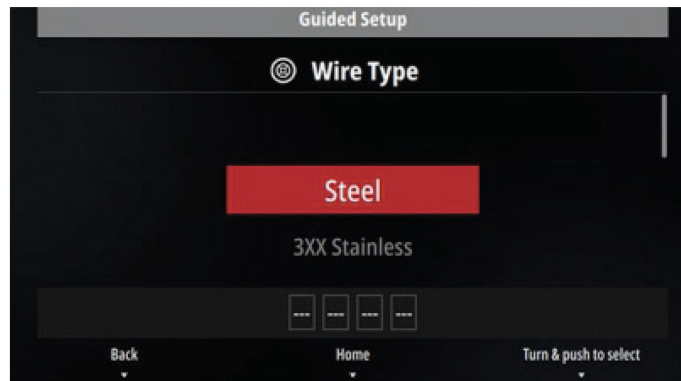 Guided Setup
Wire Type
Steel
3XX Stainless
--- --- --- ---
Back Home Turn & push to select